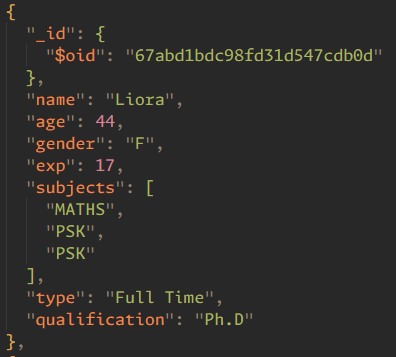 {
"_id": {
"$oid": "67abd1bdc98fd31d547cdb0d"
},
"name": "Liora",
"age": 44,
"gender": "F",
"exp": 17,
"subjects": [
"MATHS",
"PSK",
"PSK"
],
"type": "Full Time",
"qualification": "Ph.D"
},